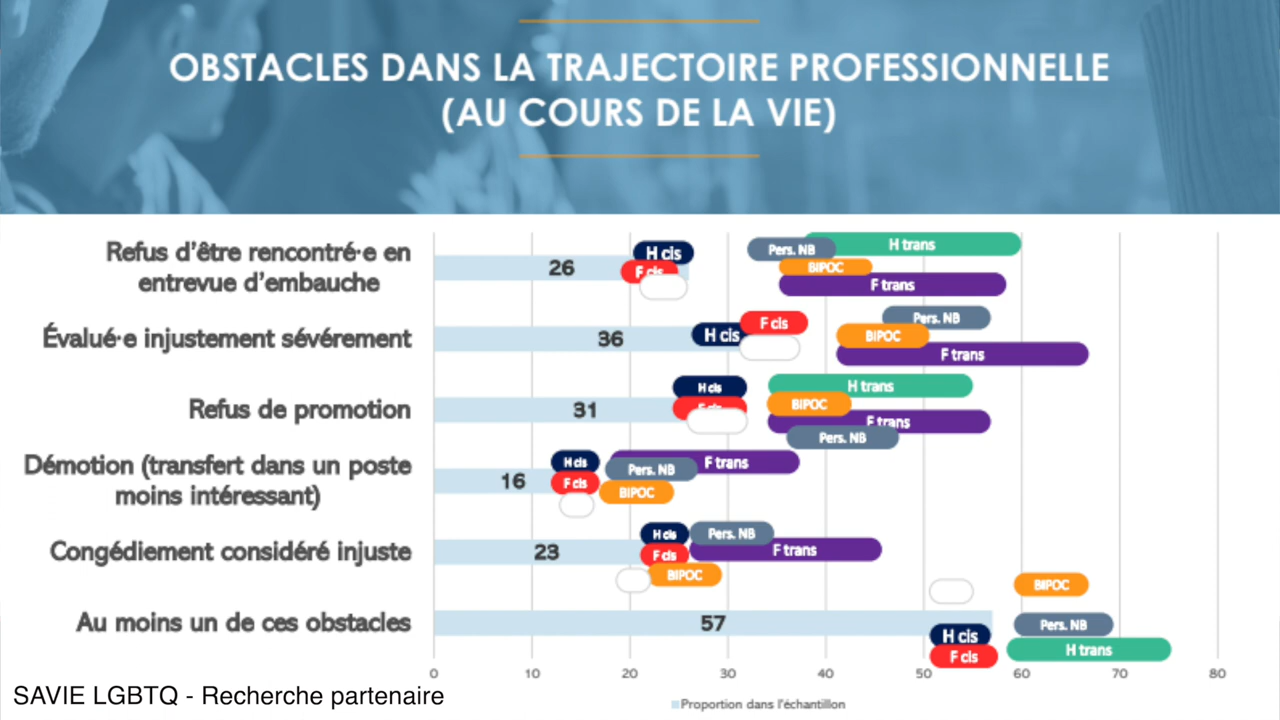 OBSTACLES DANS LA TRAJECTOIRE PROFESSIONNELLE
(AU COURS DE LA VIE)
Refus d'être rencontré·e en
entrevue d'embauche
26
H cis
F cis
Pers. NB
H trans
BIPOC
F trans
Évalué·e injustement sévérement
36
H cis
F cis
Pers. NB
BIPOC
F trans
Refus de promotion
31
H cis
F cis
H trans
BIPOC
F trans
Pers. NB
Démotion (transfert dans un poste
moins intéressant)
16
H cis
F cis
F trans
Pers. NB
BIPOC
Congédiement considéré injuste
23
H cis
F cis
Pers. NB
F trans
BIPOC
BIPOC
Au moins un de ces obstacles
57
H cis
F cis
Pers. NB
H trans
0 10 20 30 40 50 60 70 80
SAVIE LGBTQ - Recherche partenaire
Proportion dans l'échantillon